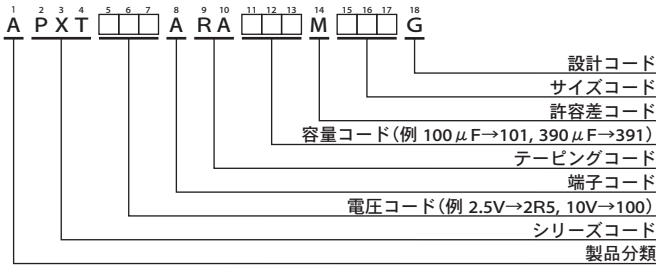 1 2 3 4 5 6 7 8 9 10 11 12 13 14 15 16 17 18
A PXT □□□ A RA □□□ M □□□ G
設計コード
サイズコード
許容差コード
容量コード(例 100μF→101, 390μF→391)
テーピングコード
端子コード
電圧コード(例 2.5V→2R5, 10V→100)
シリーズコード
製品分類